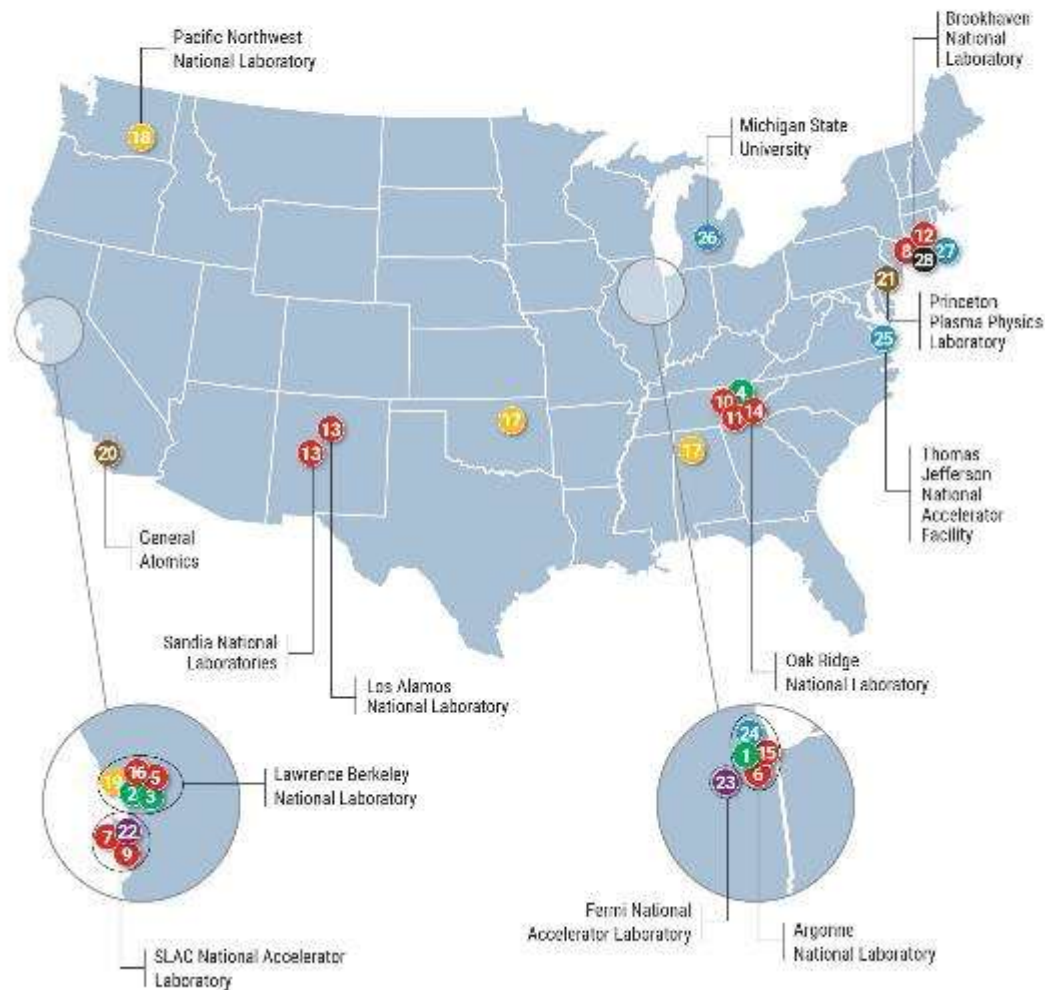 Pacific Northwest
National Laboratory
Brookhaven
National
Laboratory
Michigan State
University
18
26
12
8
27
28
21
Princeton
Plasma Physics
Laboratory
25
4
10
14
11
17
17
13
13
20
Thomas
Jefferson
National
Accelerator
Facility
General
Atomics
Sandia National
Laboratories
Los Alamos
National Laboratory
Oak Ridge
National Laboratory
16
5
19
2
3
Lawrence Berkeley
National Laboratory
22
7
9
24
1
15
6
23
Fermi National
Accelerator Laboratory
Argonne
National Laboratory
SLAC National Accelerator
Laboratory